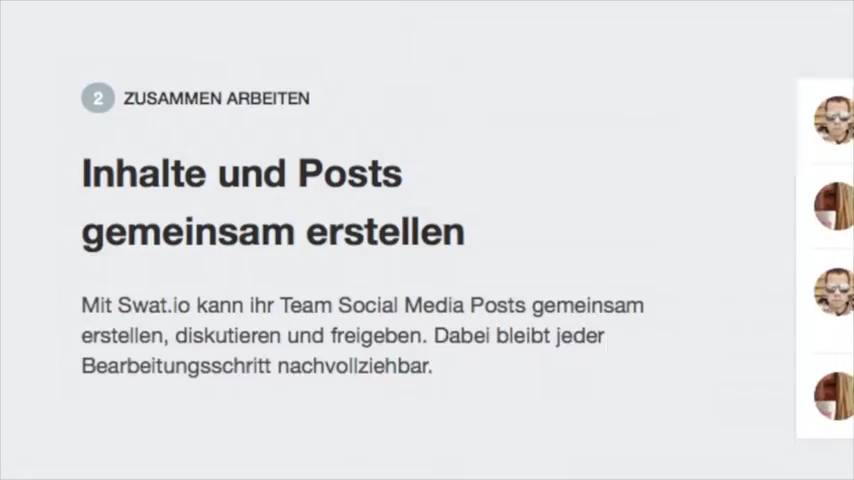 2 ZUSAMMEN ARBEITEN
Inhalte und Posts
gemeinsam erstellen
Mit Swat.io kann ihr Team Social Media Posts gemeinsam
erstellen, diskutieren und freigeben. Dabei bleibt jeder
Bearbeitungsschritt nachvollziehbar.